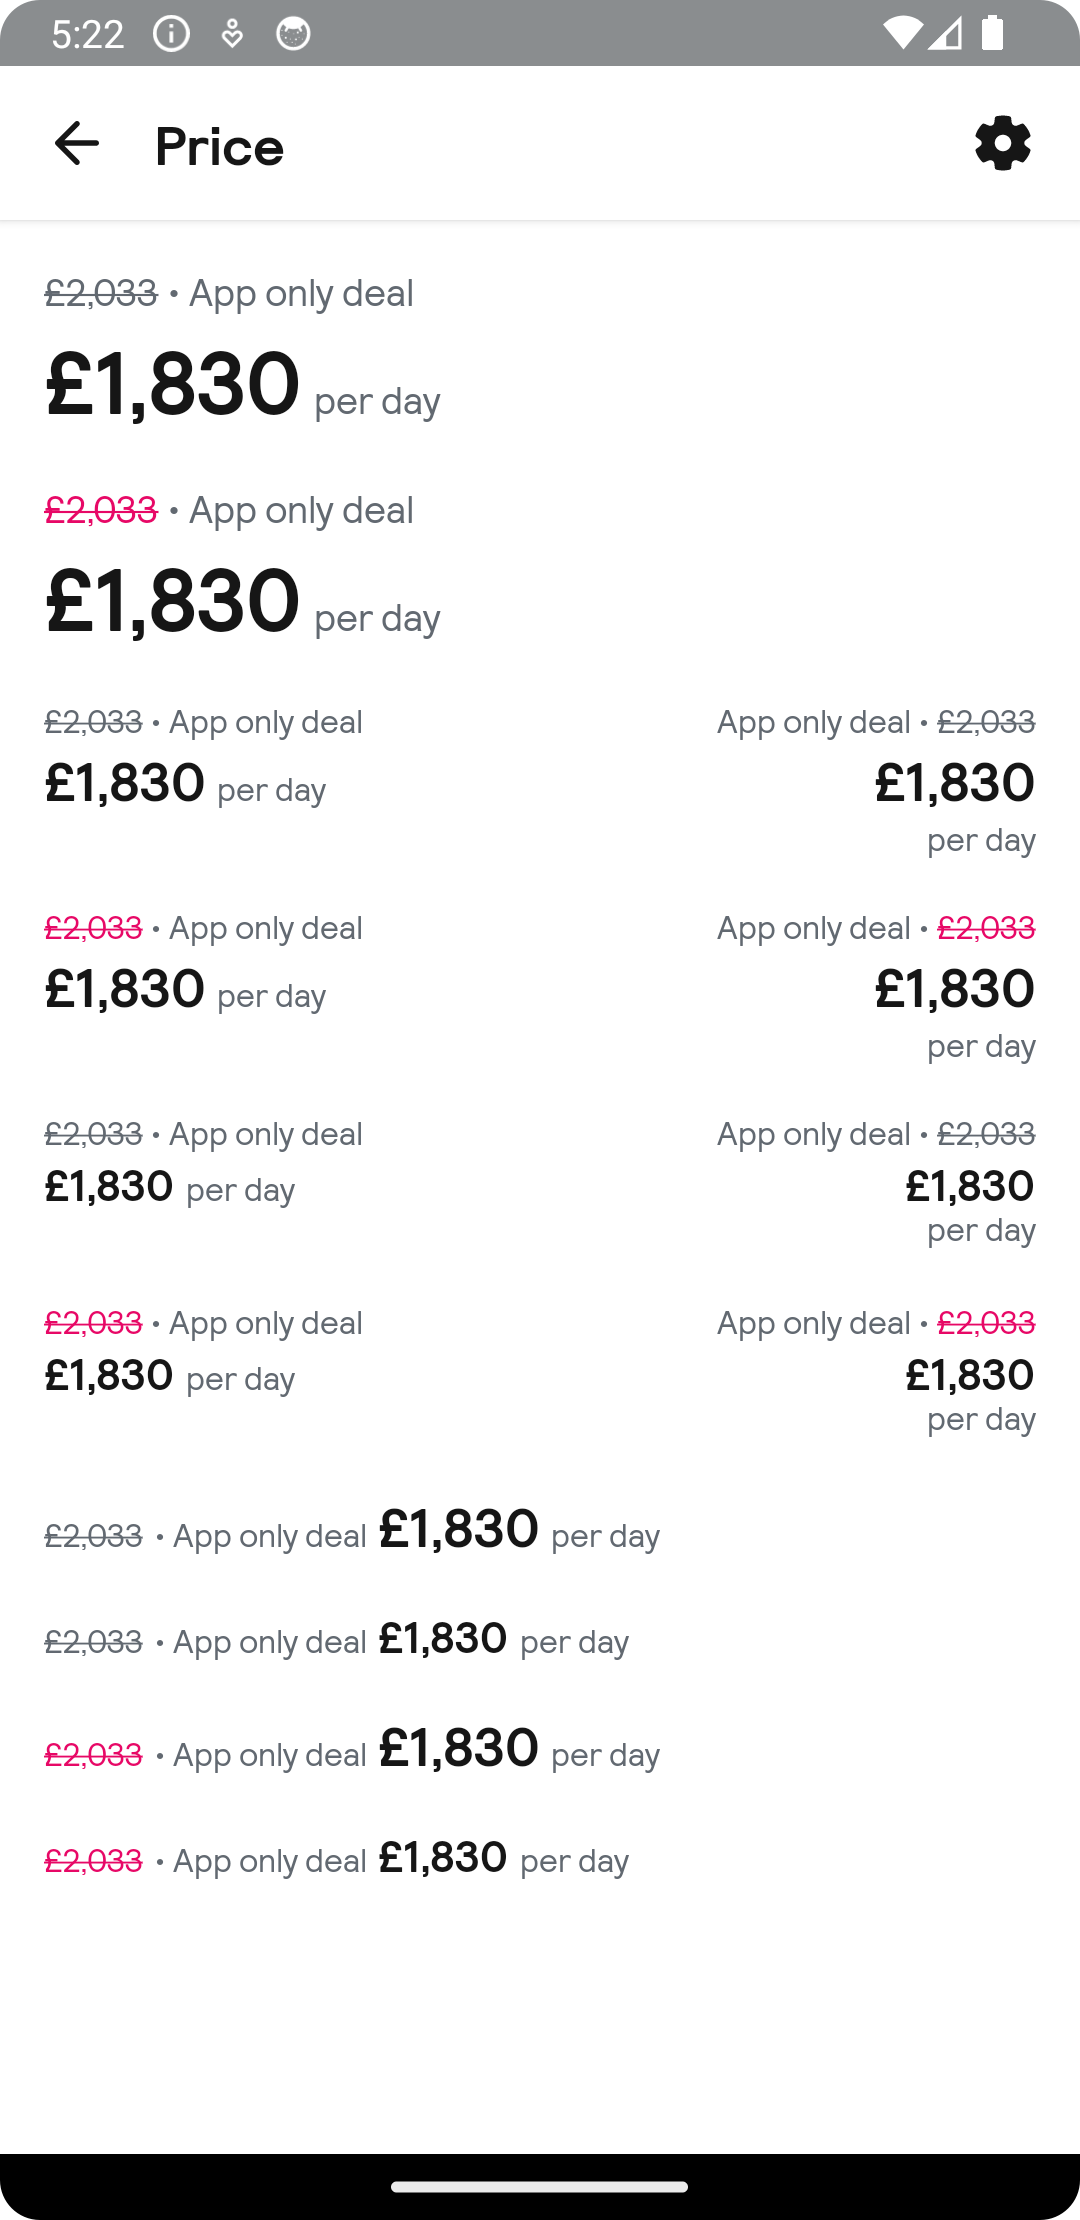 5:22
Price
£2,033 • App only deal
£1,830 per day
£2,033 • App only deal
£1,830 per day
£2,033 • App only deal
£1,830 per day
App only deal • £2,033
£1,830
per day
£2,033 • App only deal
£1,830 per day
App only deal • £2,033
£1,830
per day
£2,033 • App only deal
£1,830 per day
App only deal • £2,033
£1,830
per day
£2,033 • App only deal
£1,830 per day
App only deal • £2,033
£1,830
per day
£2,033 • App only deal £1,830 per day
£2,033 • App only deal £1,830 per day
£2,033 • App only deal £1,830 per day
£2,033 • App only deal £1,830 per day